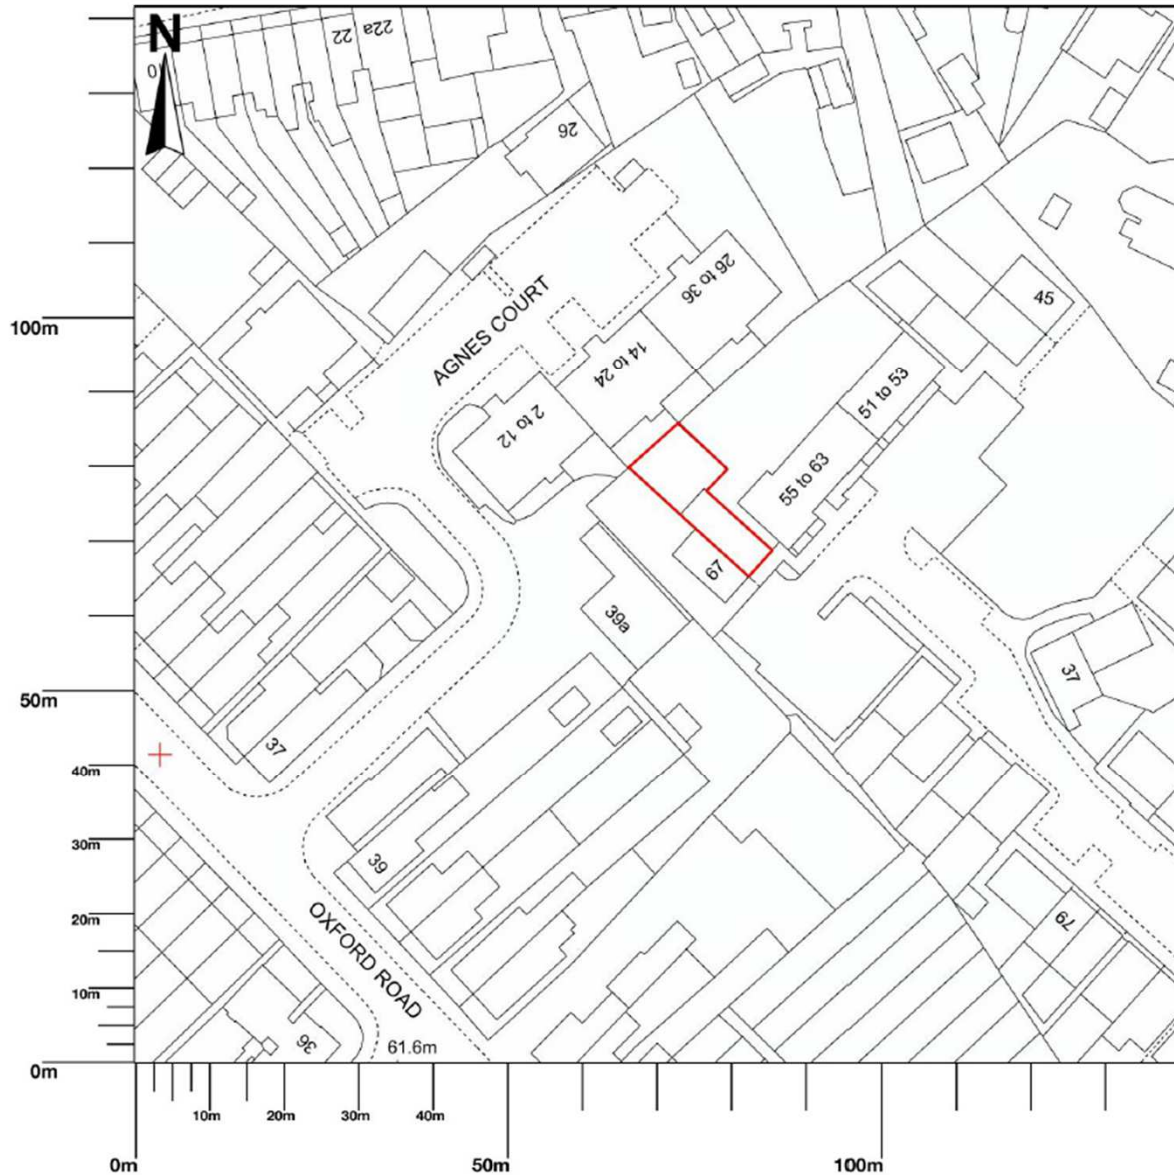 N
22
22a
0
26
AGNES COURT
26 to 36
14 to 24
2 to 12
45
51 to 53
55 to 63
67
39a
37
37
39
79
OXFORD ROAD
36
61.6m
100m
50m
40m
30m
20m
10m
0m
10m
20m
30m
40m
0m
50m
100m